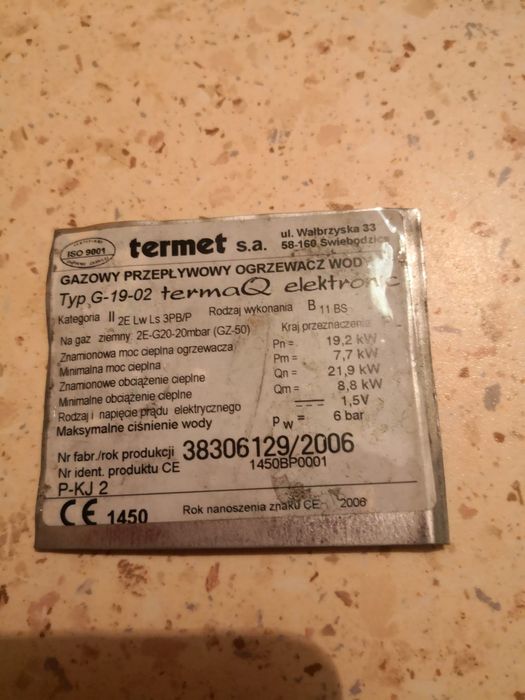 ISO 9001
termet s.a.
ul. Wałbrzyska 33
58-160 Świebodzice
GAZOWY PRZEPŁYWOWY OGRZEWACZ WODY
Typ G-19-02 termaQ elektronic
Kategoria II 2E Lw Ls 3PB/P Rodzaj wykonania B 11 BS
Na gaz ziemny 2E-G20-20mbar (GZ-50) Kraj przeznaczenia:
Znamionowa moc cieplna ogrzewacza Pn = 19,2 kW
Minimalna moc cieplna Pm = 7,7 kW
Znamionowe obciążenie cieplne Qn = 21,9 kW
Minimalne obciążenie cieplne Qm = 8,8 kW
Rodzaj i napięcie prądu elektrycznego 1,5V
Maksymalne ciśnienie wody P w = 6 bar
Nr fabr./rok produkcji 38306129/2006
Nr ident. produktu CE 1450BP0001
P-KJ 2
CE 1450 Rok nanoszenia znaku CE 2006